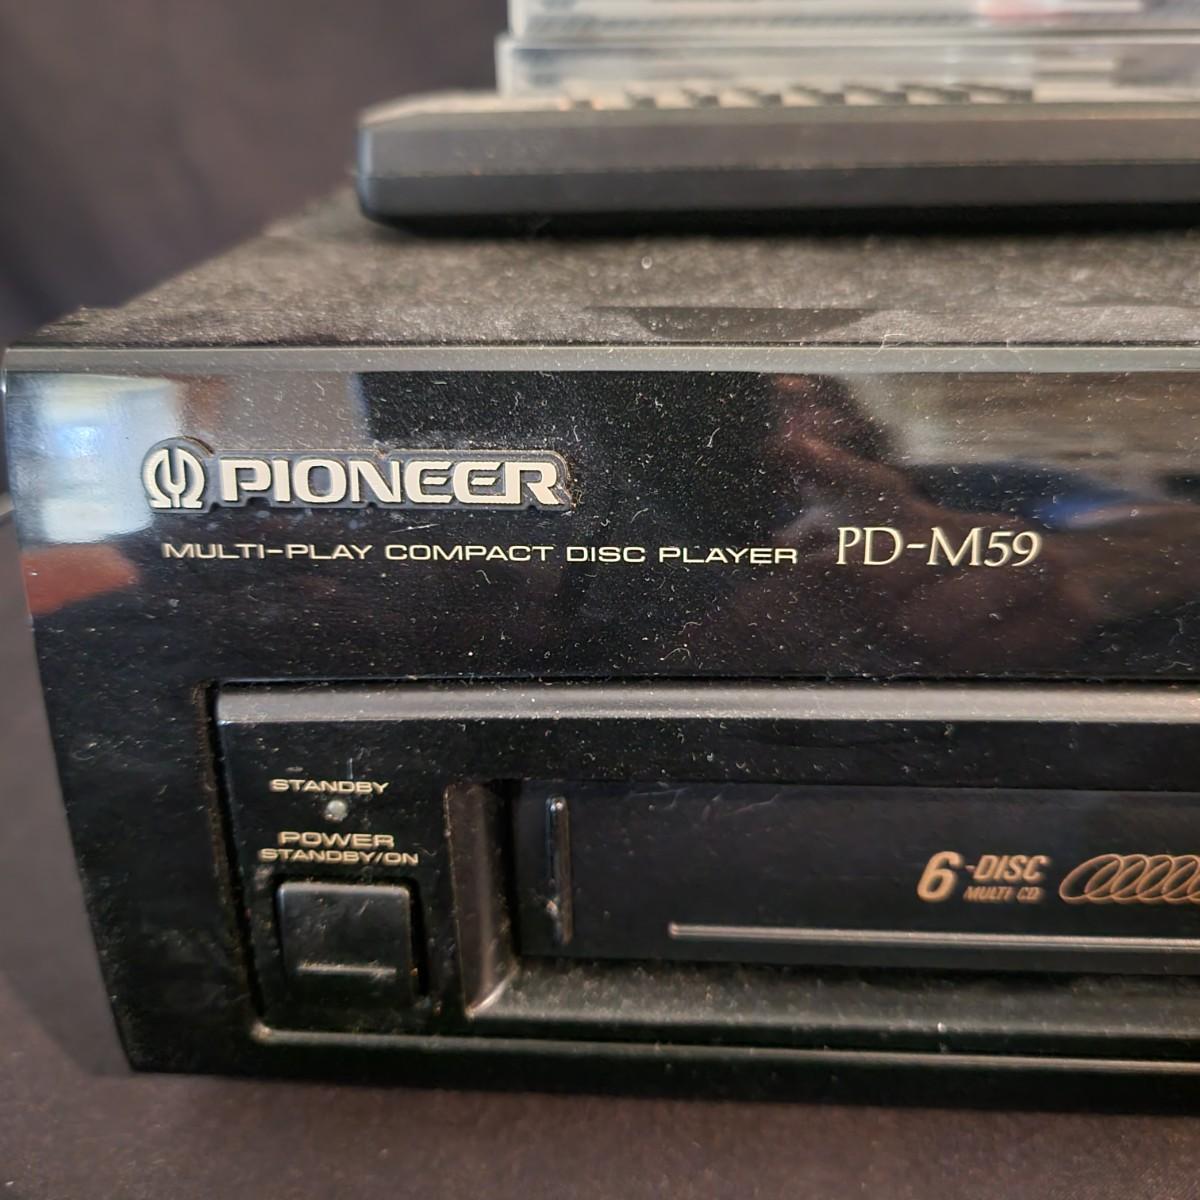 PIONEER
MULTI-PLAY COMPACT DISC PLAYER PD-M59
STANDBY
POWER
STANDBY/ON
6-DISC
MULTI CD